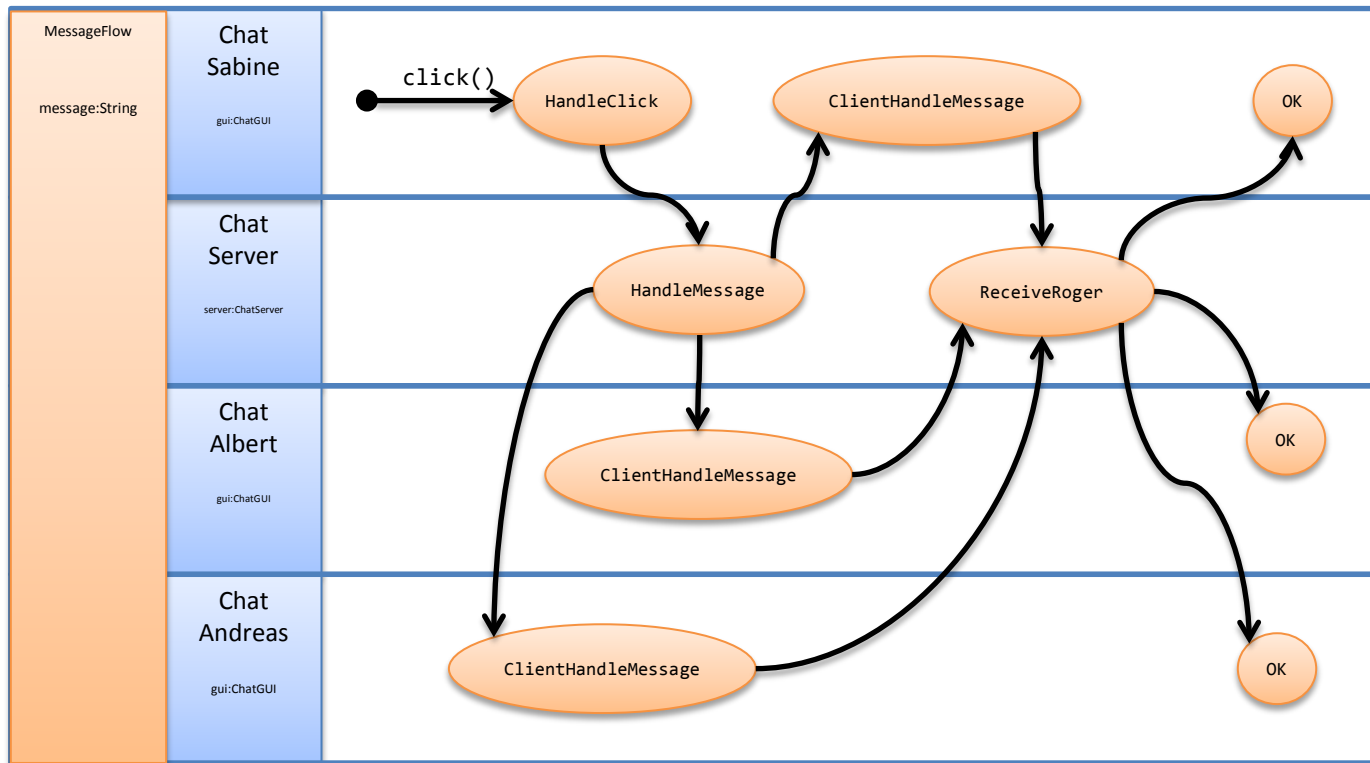 MessageFlow
message:String
Chat
Sabine
gui:ChatGUI
click()
HandleClick
ClientHandleMessage
OK
Chat
Server
server:ChatServer
HandleMessage
ReceiveRoger
Chat
Albert
gui:ChatGUI
ClientHandleMessage
OK
Chat
Andreas
gui:ChatGUI
ClientHandleMessage
OK